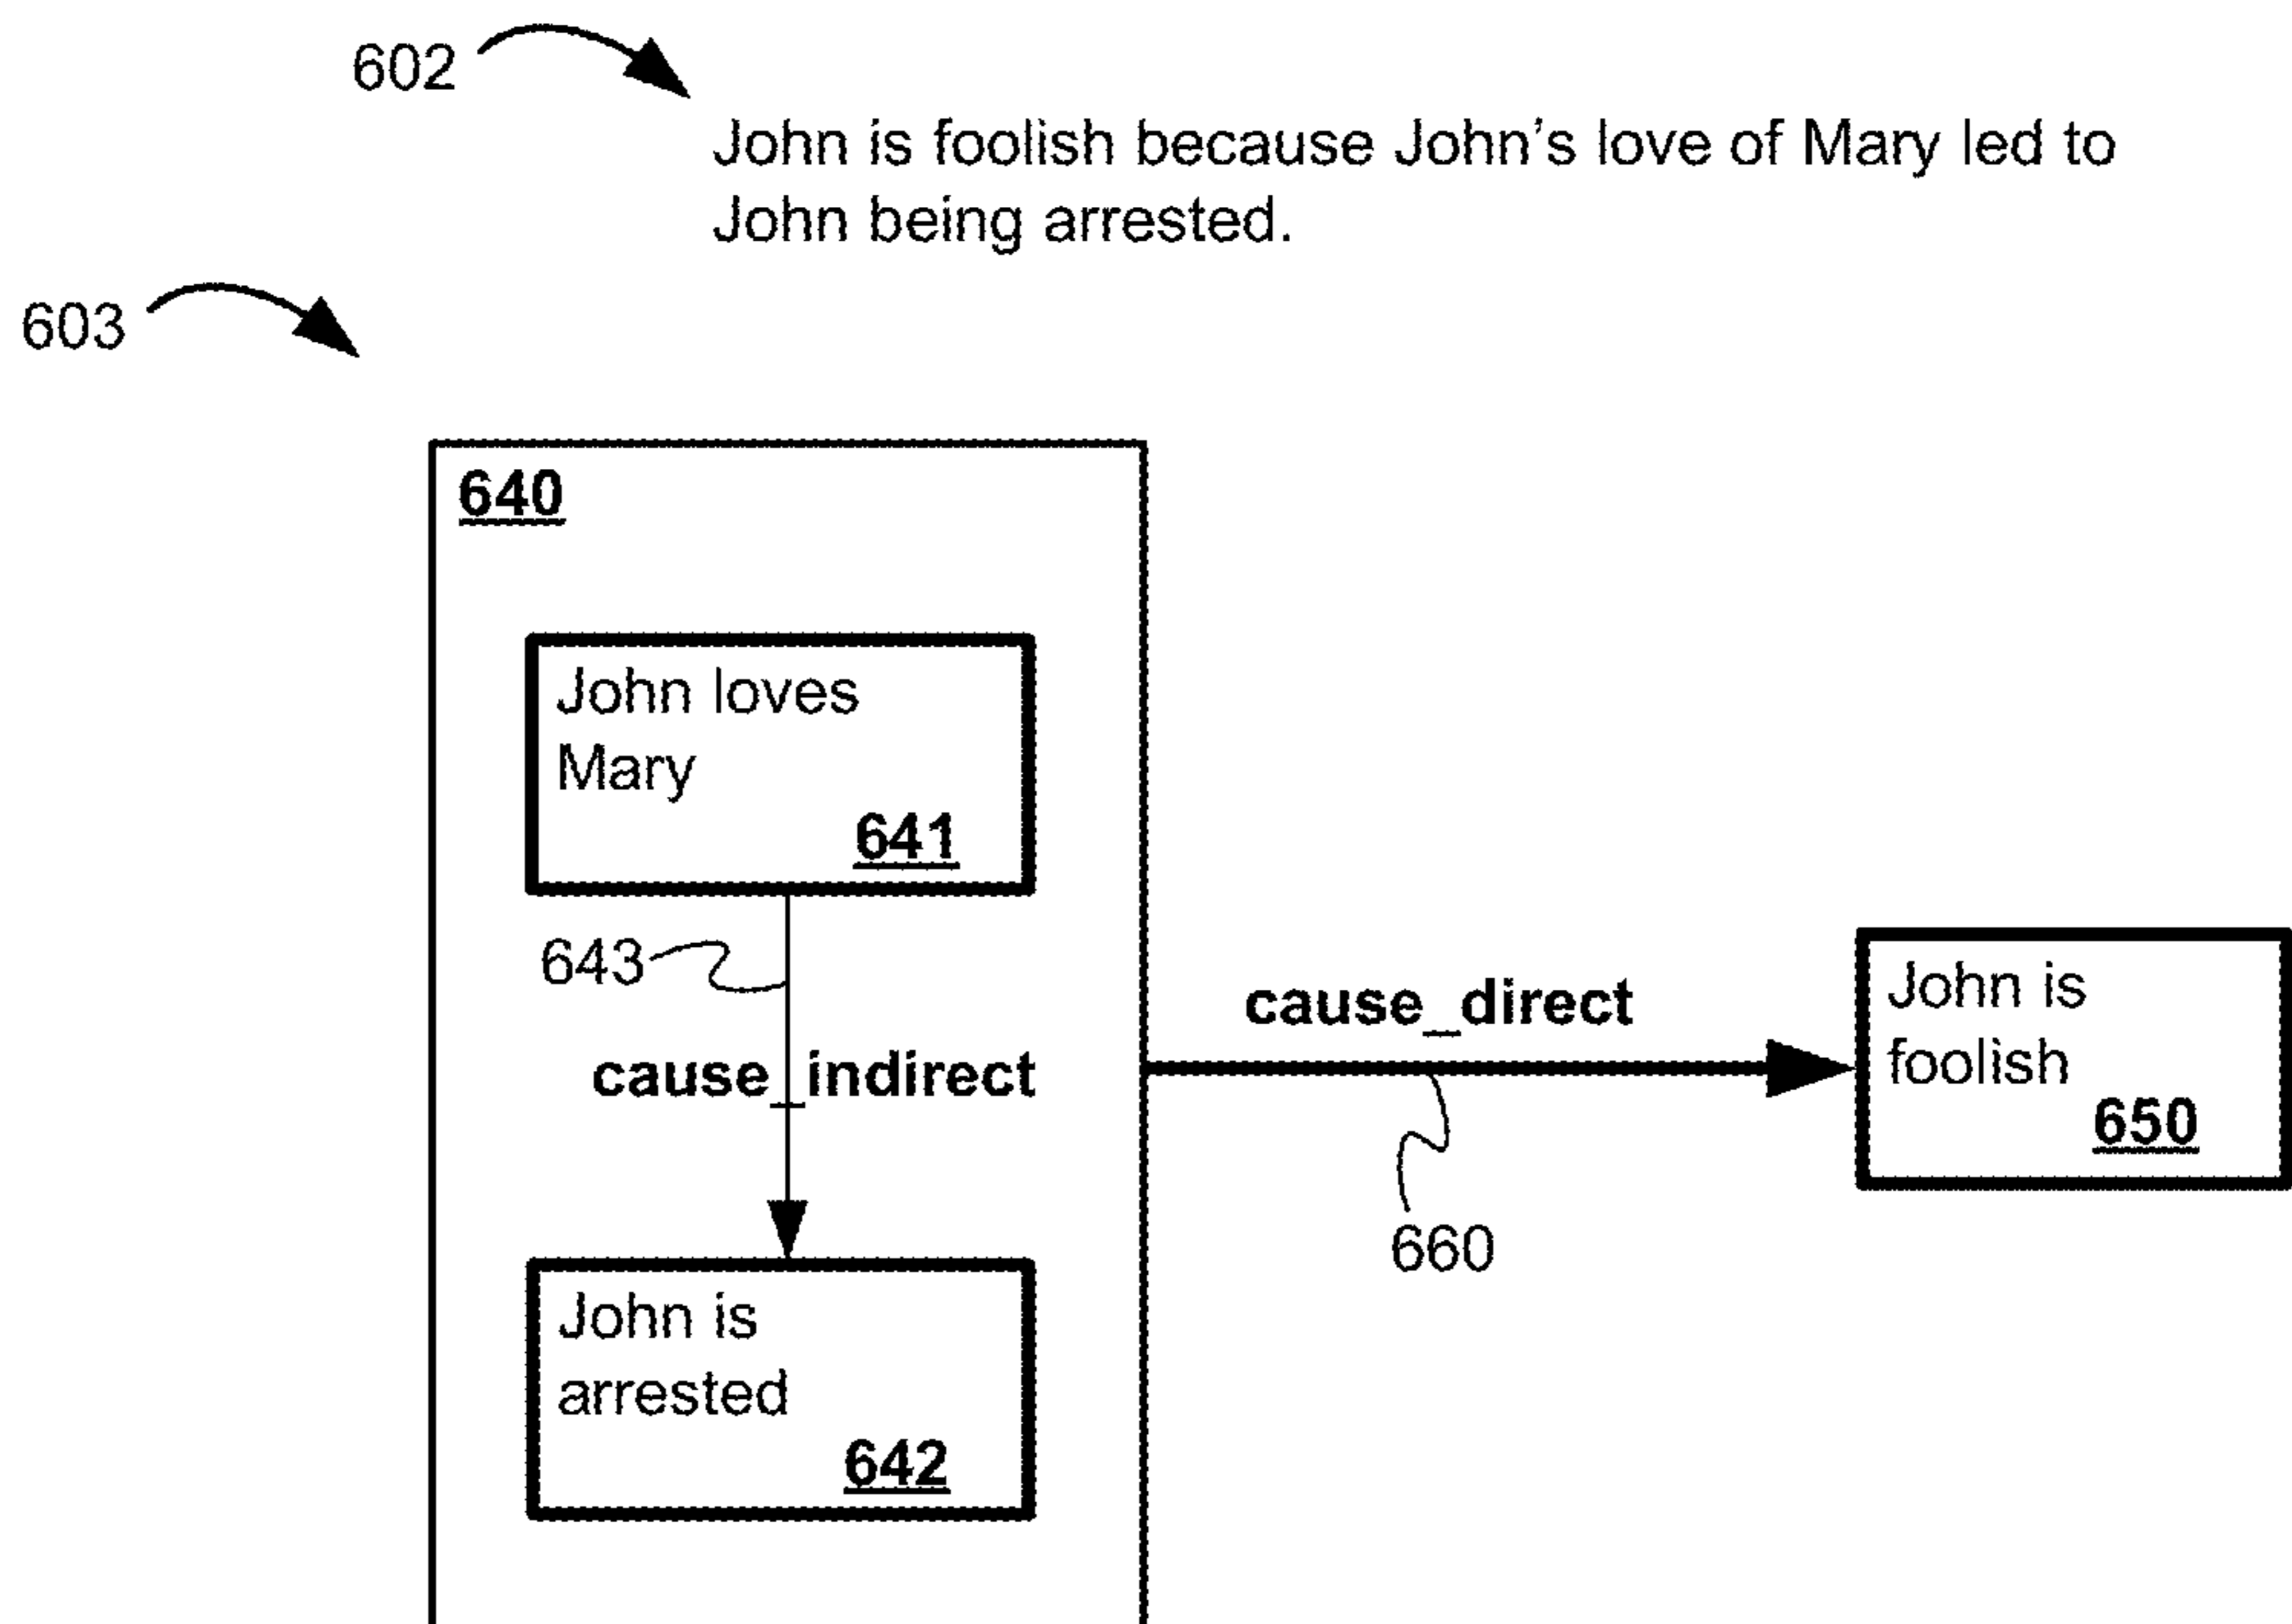 602
John is foolish because John's love of Mary led to
John being arrested.
603
640
John loves
Mary
641
643
cause_indirect
John is
arrested
642
cause_direct
660
John is
foolish
650